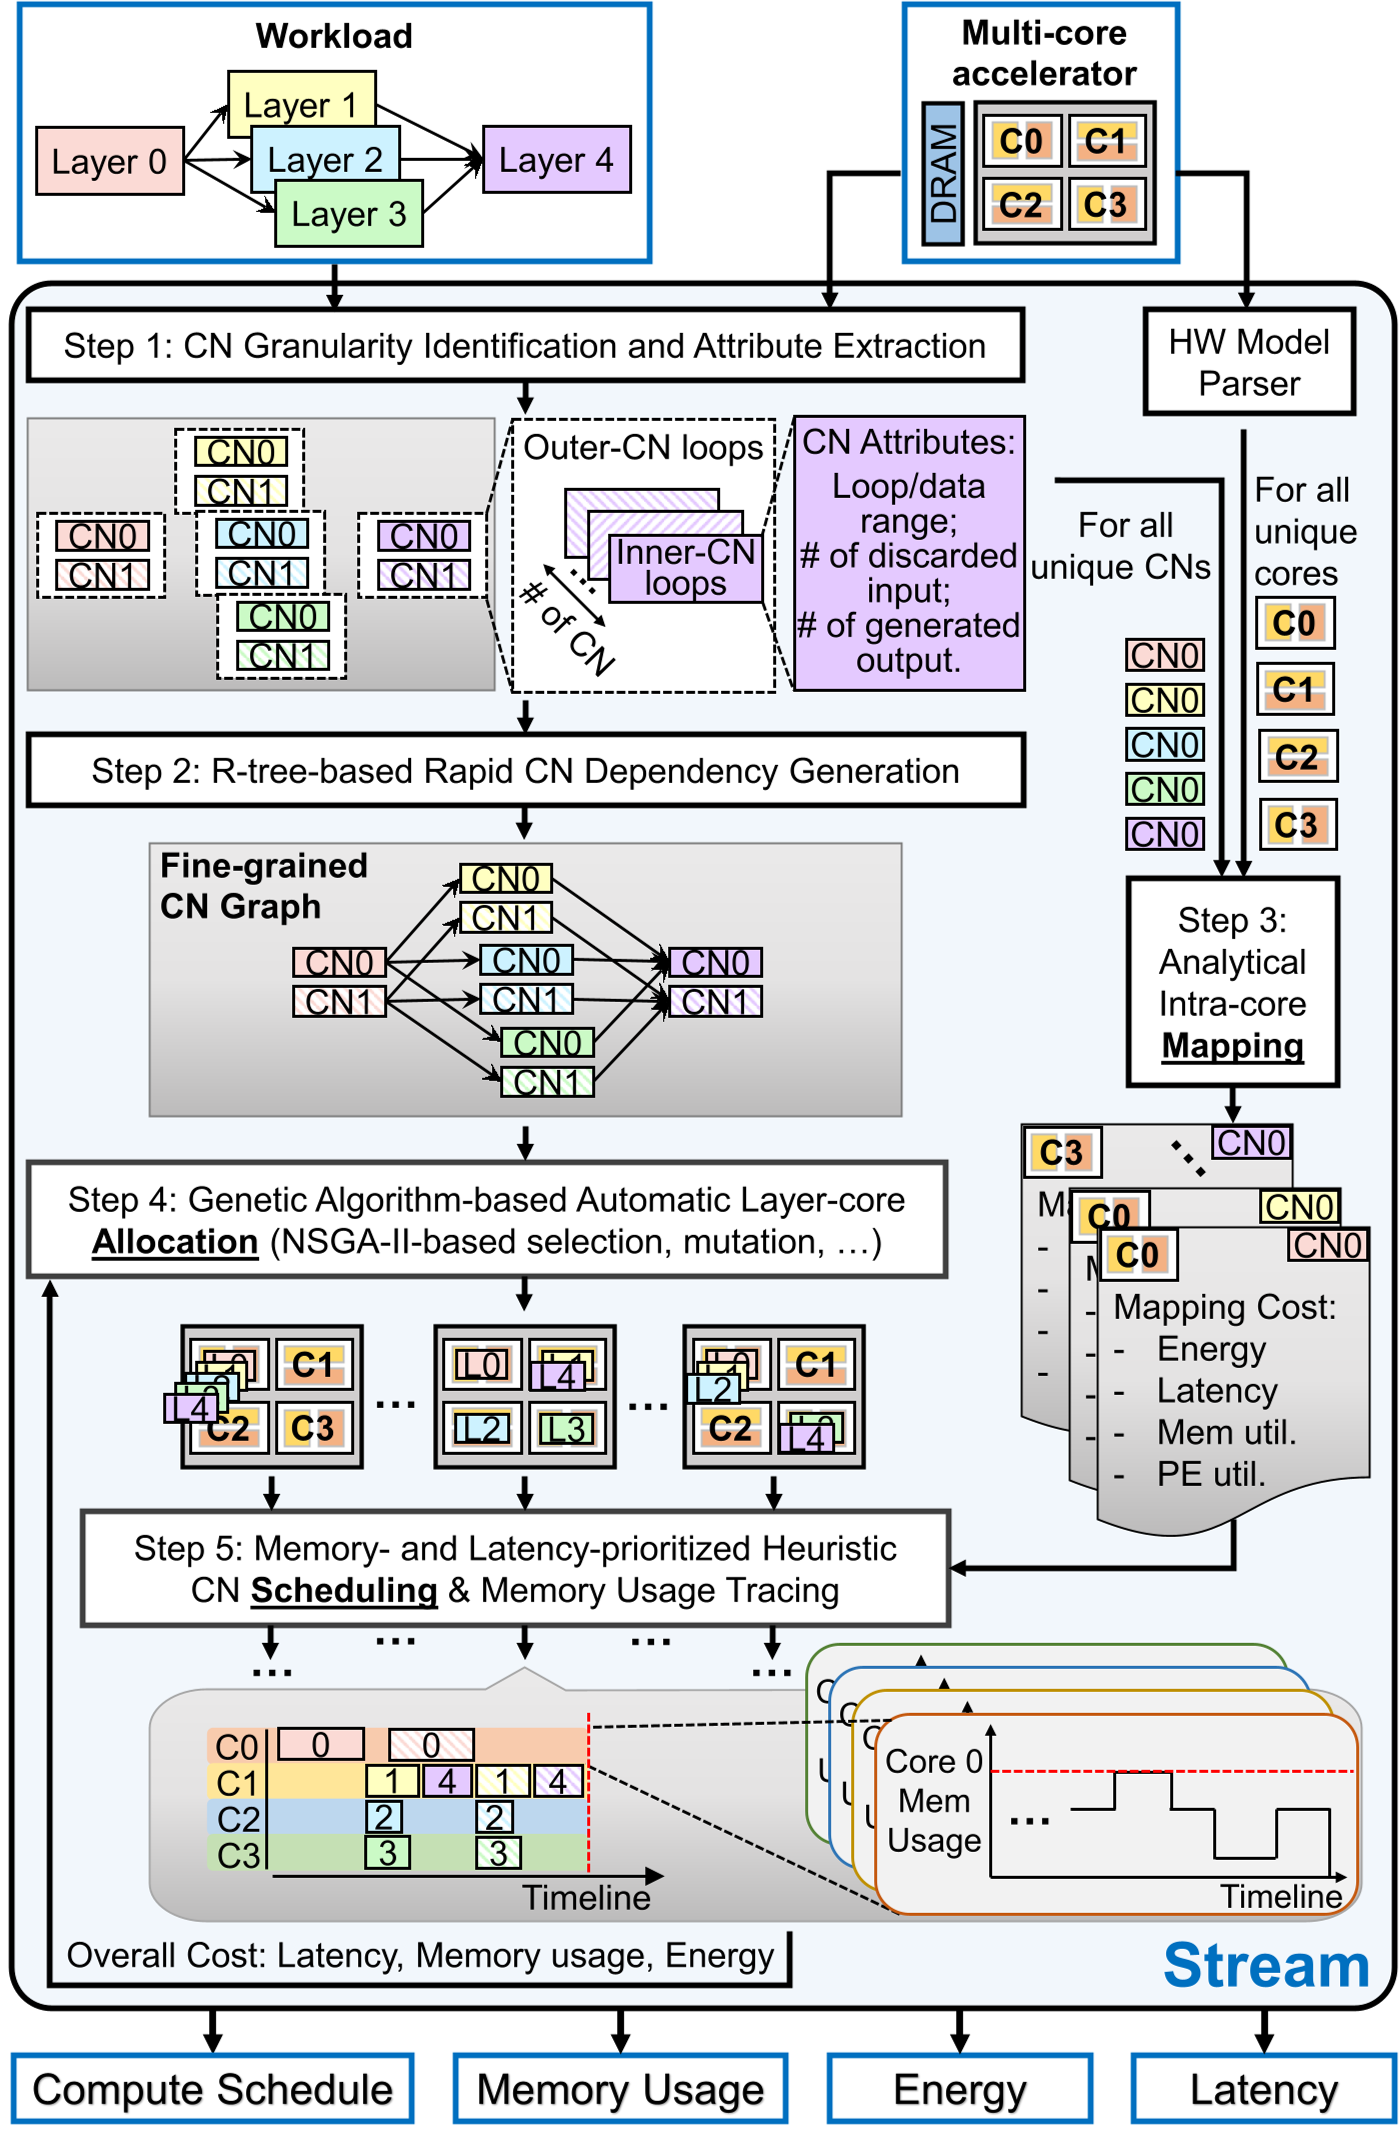 Workload
Layer 0
Layer 1
Layer 2
Layer 3
Layer 4
Multi-core
accelerator
DRAM
C0
C1
C2
C3
Step 1: CN Granularity Identification and Attribute Extraction
HW Model
Parser
CN0
CN1
CN0
CN1
CN0
CN1
CN0
CN1
CN0
CN1
Outer-CN loops
Inner-CN
loops
...
# of CN
CN Attributes:
Loop/data
range;
# of discarded
input;
# of generated
output.
For all
unique CNs
For all
unique
cores
CN0
CN0
CN0
CN0
CN0
C0
C1
C2
C3
Step 2: R-tree-based Rapid CN Dependency Generation
Fine-grained
CN Graph
CN0
CN1
CN0
CN1
CN0
CN1
CN0
CN1
CN0
CN1
Step 3:
Analytical
Intra-core
Mapping
Step 4: Genetic Algorithm-based Automatic Layer-core
Allocation (NSGA-II-based selection, mutation, …)
C3
...
CN0
C0
CN0
C0
CN0
Mapping Cost:
- Energy
- Latency
- Mem util.
- PE util.
L4
C1
C2
C3
...
L0
L4
L2
L3
...
L2
C1
C2
L4
Step 5: Memory- and Latency-prioritized Heuristic
CN Scheduling & Memory Usage Tracing
...
...
...
...
C0
0
0
C1
1
4
1
4
C2
2
2
C3
3
3
Timeline
Core 0
Mem
Usage
...
Timeline
Overall Cost: Latency, Memory usage, Energy
Stream
Compute Schedule
Memory Usage
Energy
Latency